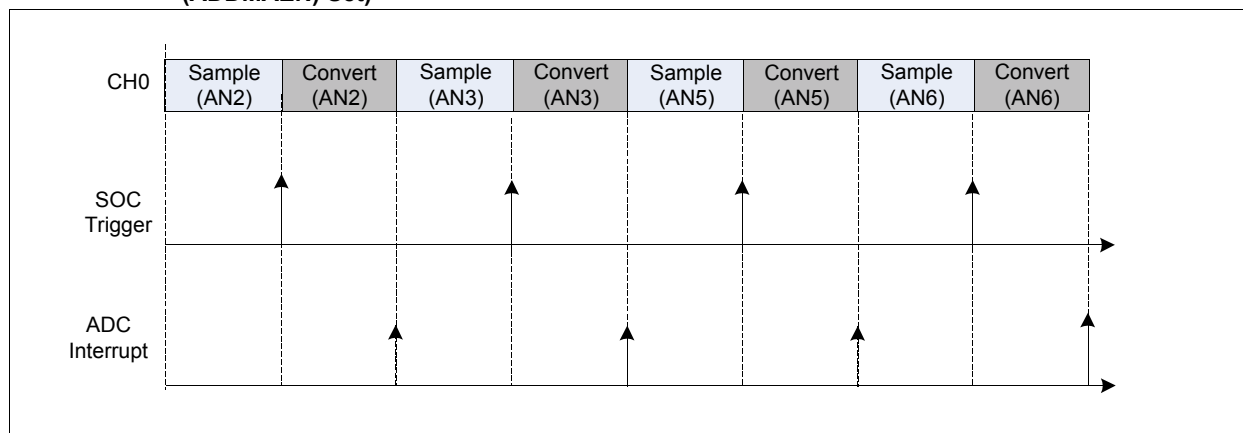 CH0
Sample (AN2)
Convert (AN2)
Sample (AN3)
Convert (AN3)
Sample (AN5)
Convert (AN5)
Sample (AN6)
Convert (AN6)
SOC
Trigger
ADC
Interrupt